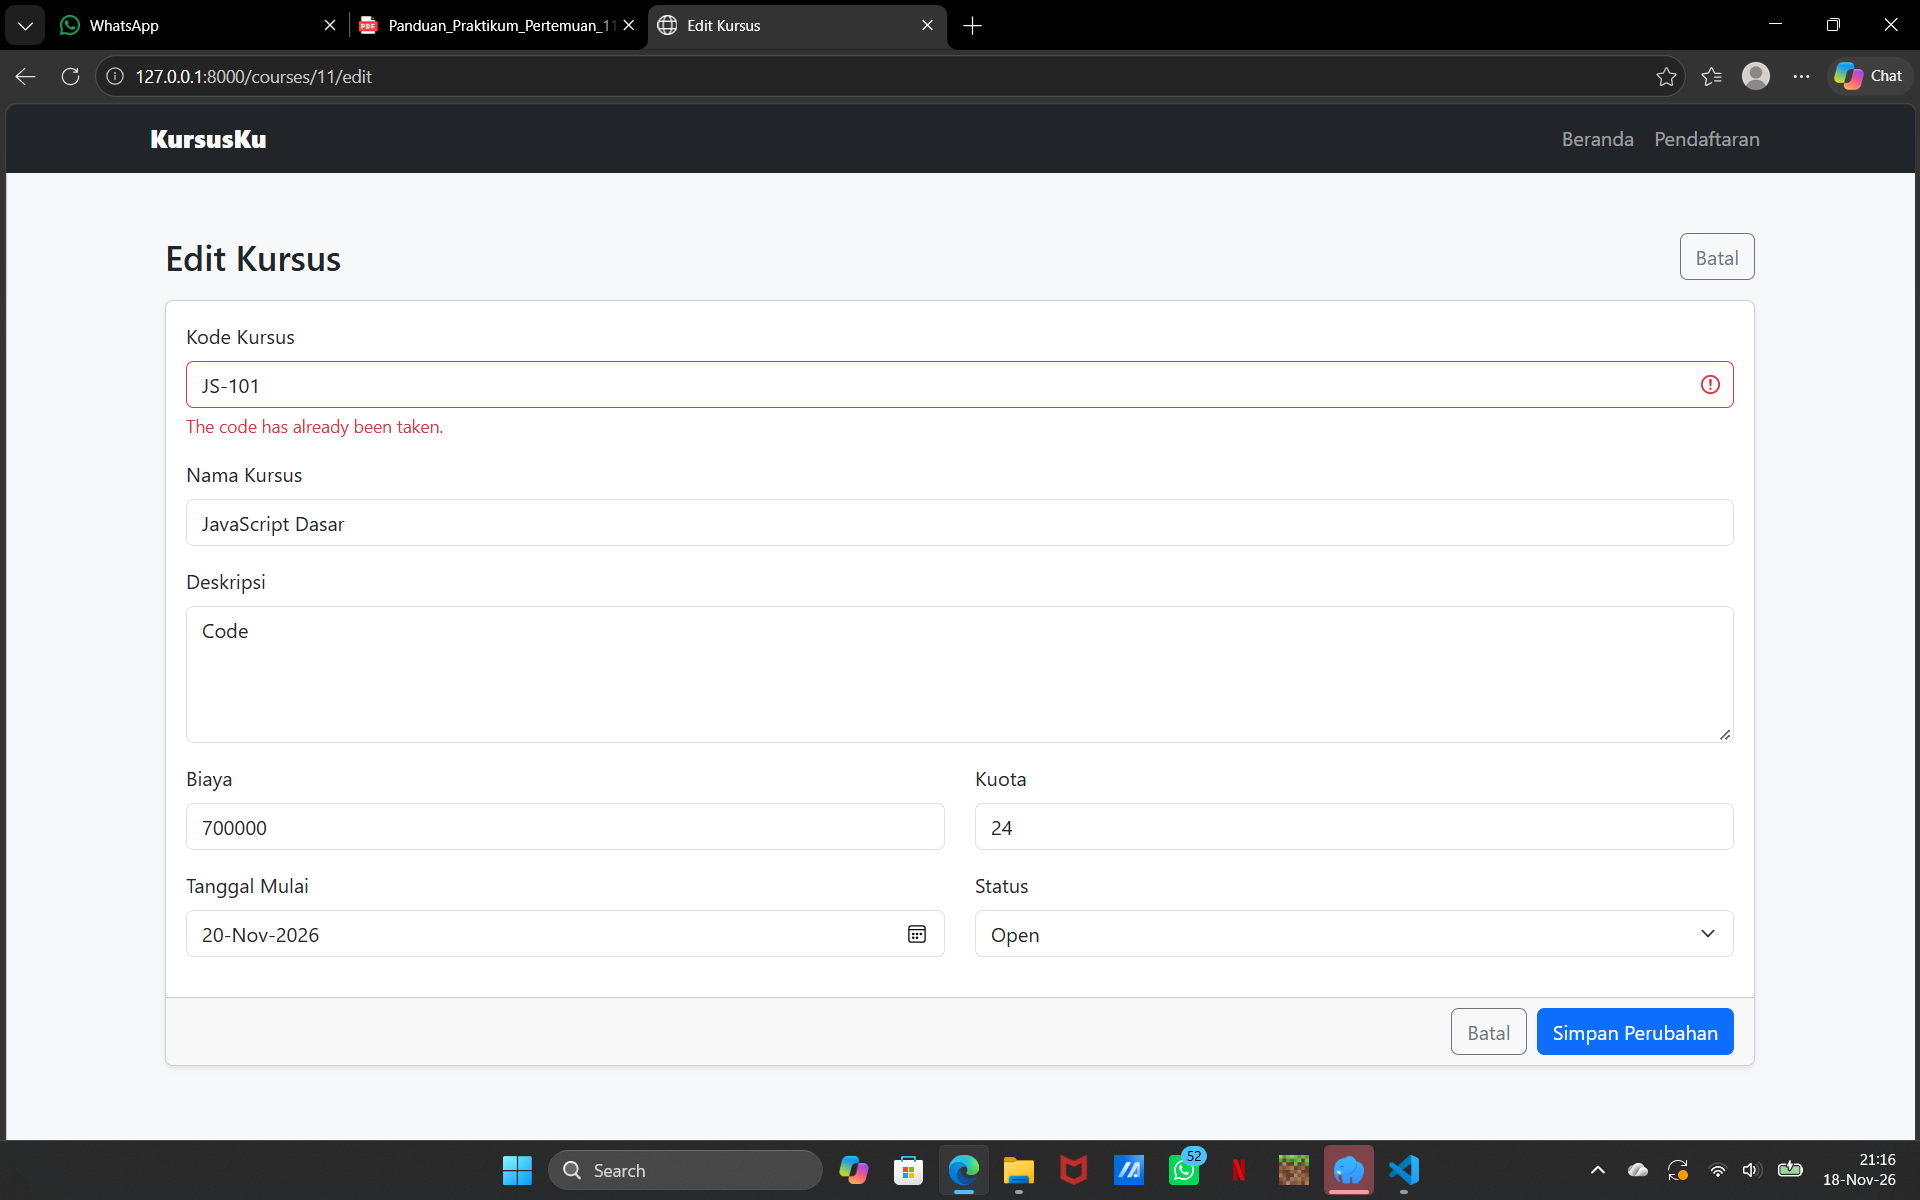 WhatsApp
Panduan_Praktikum_Pertemuan_11
Edit Kursus
127.0.0.1:8000/courses/11/edit
Chat
KursusKu
Beranda Pendaftaran
Edit Kursus
Batal
Kode Kursus
JS-101
The code has already been taken.
Nama Kursus
JavaScript Dasar
Deskripsi
Code
Biaya
Kuota
700000
24
Tanggal Mulai
Status
20-Nov-2026
Open
Batal
Simpan Perubahan
Search
52
21:16
18-Nov-26